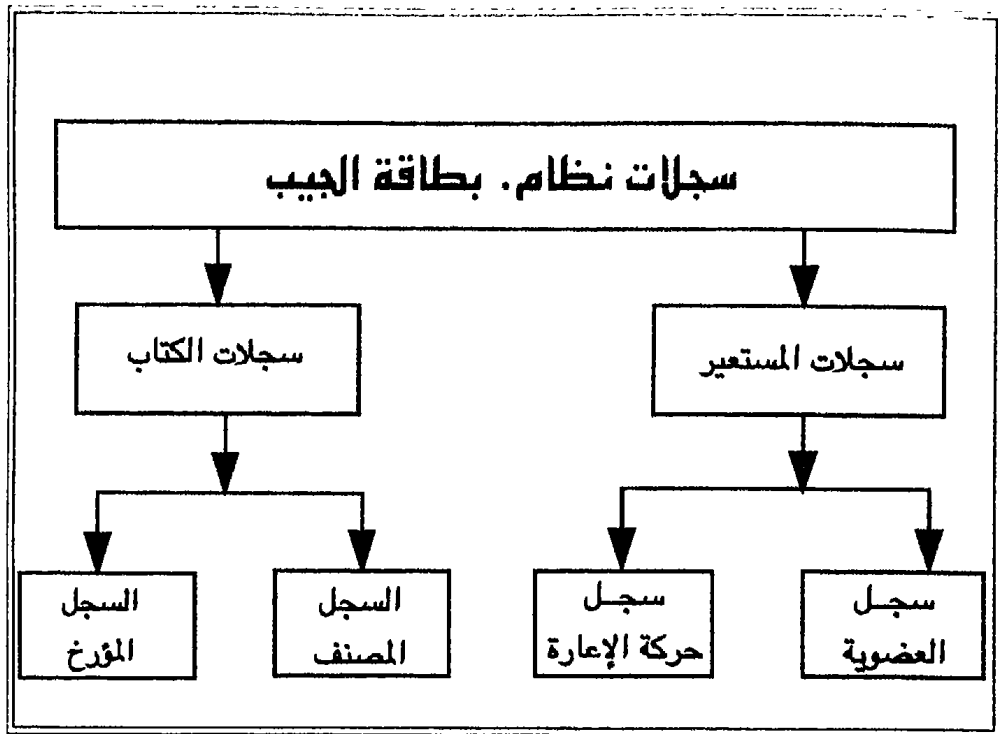 سجلات نظام. بطاقة الجيب
سجلات المستعير
سجلات الكتاب
سجل
العضوية
سجل
حركة الإعارة
السجل
المصنف
السجل
المؤرخ